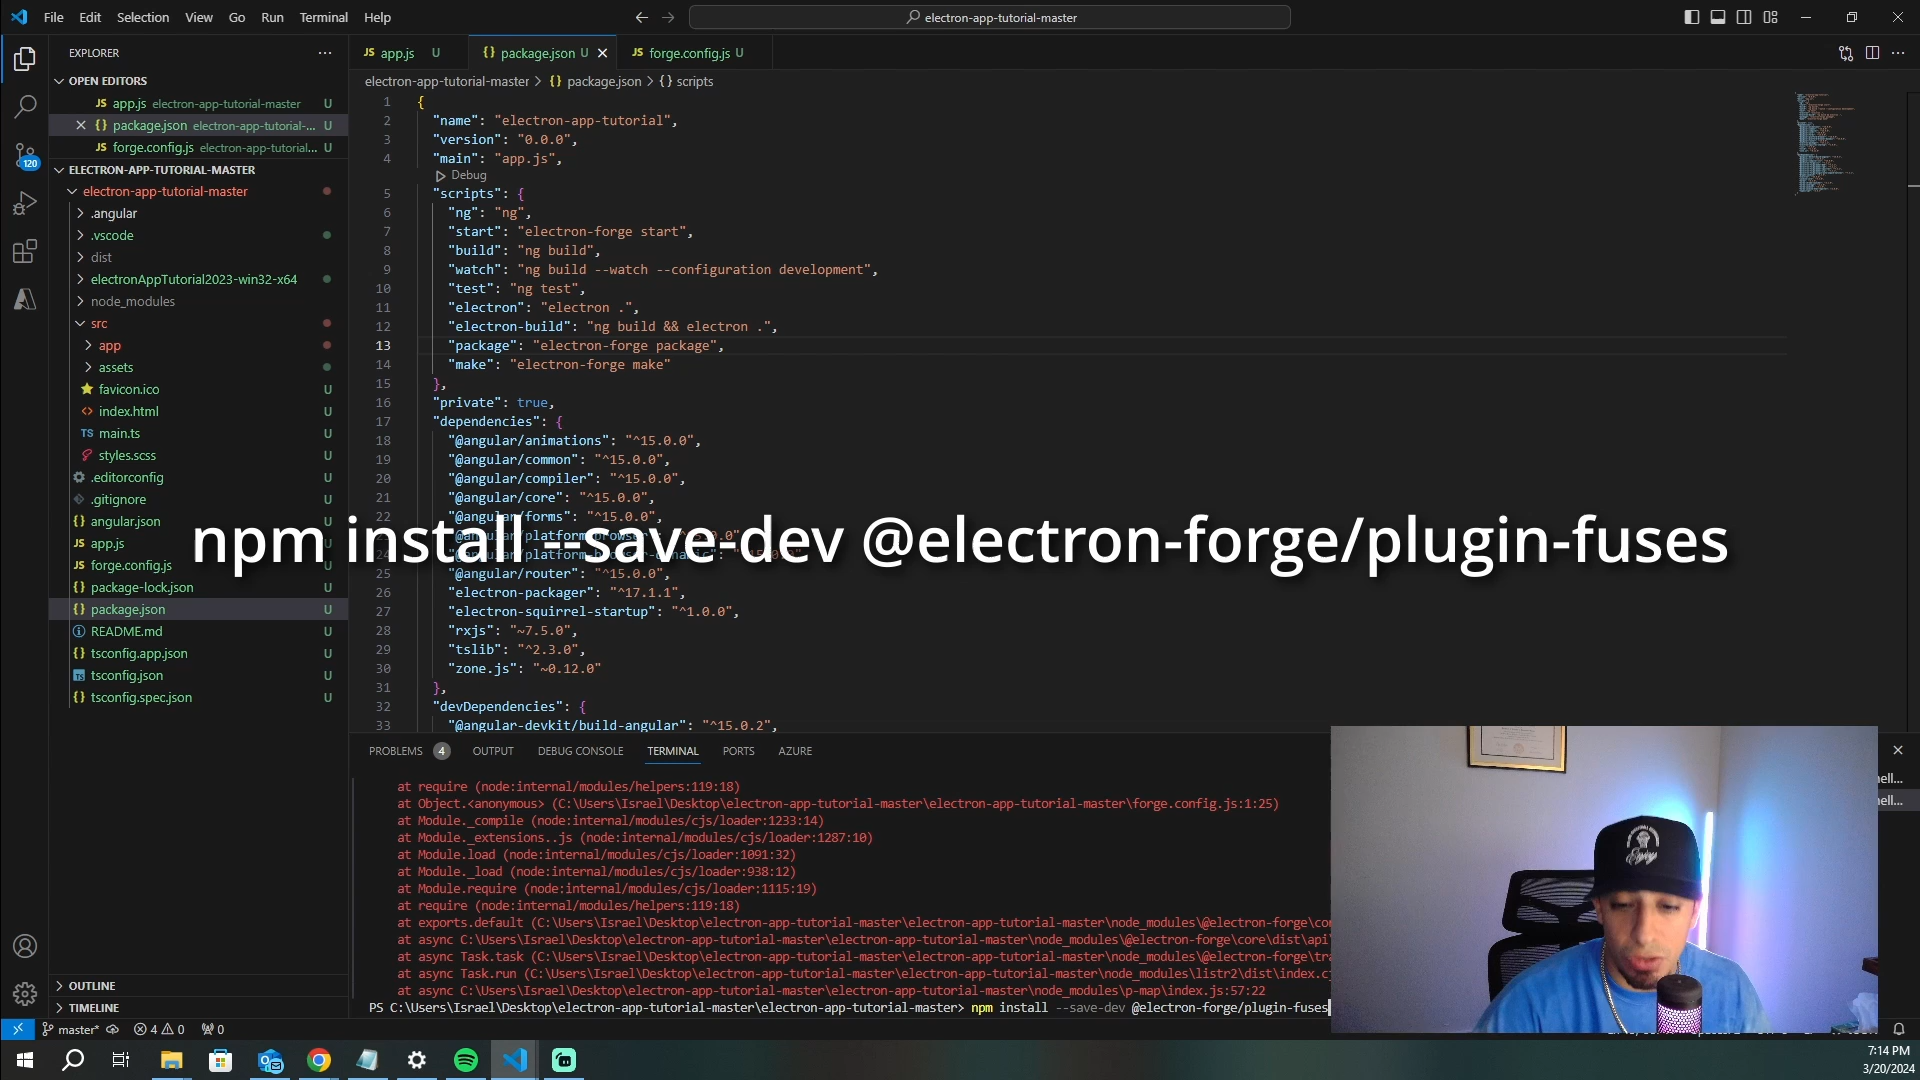 File Edit Selection View Go Run Terminal Help
electron-app-tutorial-master
EXPLORER
OPEN EDITORS
JS app.js electron-app-tutorial-master U
{} package.json electron-app-tutorial-... U
JS forge.config.js electron-app-tutorial... U
ELECTRON-APP-TUTORIAL-MASTER
electron-app-tutorial-master
.angular
.vscode
dist
electronAppTutorial2023-win32-x64
node_modules
src
app
assets
favicon.ico U
<> index.html U
TS main.ts U
styles.scss U
.editorconfig U
.gitignore U
{} angular.json U
JS app.js U
JS forge.config.js U
{} package-lock.json U
{} package.json U
README.md U
{} tsconfig.app.json U
TS tsconfig.json U
{} tsconfig.spec.json U
OUTLINE
TIMELINE
120
JS app.js U
{} package.json U
JS forge.config.js U
electron-app-tutorial-master > {} package.json > {} scripts
1 {
2 "name": "electron-app-tutorial",
3 "version": "0.0.0",
4 "main": "app.js",
Debug
5 "scripts": {
6 "ng": "ng",
7 "start": "electron-forge start",
8 "build": "ng build",
9 "watch": "ng build --watch --configuration development",
10 "test": "ng test",
11 "electron": "electron .",
12 "electron-build": "ng build && electron .",
13 "package": "electron-forge package",
14 "make": "electron-forge make"
15 },
16 "private": true,
17 "dependencies": {
18 "@angular/animations": "^15.0.0",
19 "@angular/common": "^15.0.0",
20 "@angular/compiler": "^15.0.0",
21 "@angular/core": "^15.0.0",
22 "@angular/forms": "^15.0.0",
npm install --save-dev @electron-forge/plugin-fuses
25 "@angular/router": "^15.0.0",
26 "electron-packager": "^17.1.1",
27 "electron-squirrel-startup": "^1.0.0",
28 "rxjs": "~7.5.0",
29 "tslib": "^2.3.0",
30 "zone.js": "~0.12.0"
31 },
32 "devDependencies": {
33 "@angular-devkit/build-angular": "^15.0.2",
PROBLEMS 4 OUTPUT DEBUG CONSOLE TERMINAL PORTS AZURE
at require (node:internal/modules/helpers:119:18)
at Object.<anonymous> (C:\Users\Israel\Desktop\electron-app-tutorial-master\electron-app-tutorial-master\forge.config.js:1:25)
at Module._compile (node:internal/modules/cjs/loader:1233:14)
at Module._extensions..js (node:internal/modules/cjs/loader:1287:10)
at Module.load (node:internal/modules/cjs/loader:1091:32)
at Module._load (node:internal/modules/cjs/loader:938:12)
at Module.require (node:internal/modules/cjs/loader:1115:19)
at require (node:internal/modules/helpers:119:18)
at exports.default (C:\Users\Israel\Desktop\electron-app-tutorial-master\electron-app-tutorial-master\node_modules\@electron-forge\co
at async C:\Users\Israel\Desktop\electron-app-tutorial-master\electron-app-tutorial-master\node_modules\@electron-forge\core\dist\api
at async Task.task (C:\Users\Israel\Desktop\electron-app-tutorial-master\electron-app-tutorial-master\node_modules\@electron-forge\tra
at async Task.run (C:\Users\Israel\Desktop\electron-app-tutorial-master\electron-app-tutorial-master\node_modules\listr2\dist\index.c
at async C:\Users\Israel\Desktop\electron-app-tutorial-master\electron-app-tutorial-master\node_modules\p-map\index.js:57:22
PS C:\Users\Israel\Desktop\electron-app-tutorial-master\electron-app-tutorial-master> npm install --save-dev @electron-forge/plugin-fuses
master* 4 0 0
7:14 PM
3/20/2024